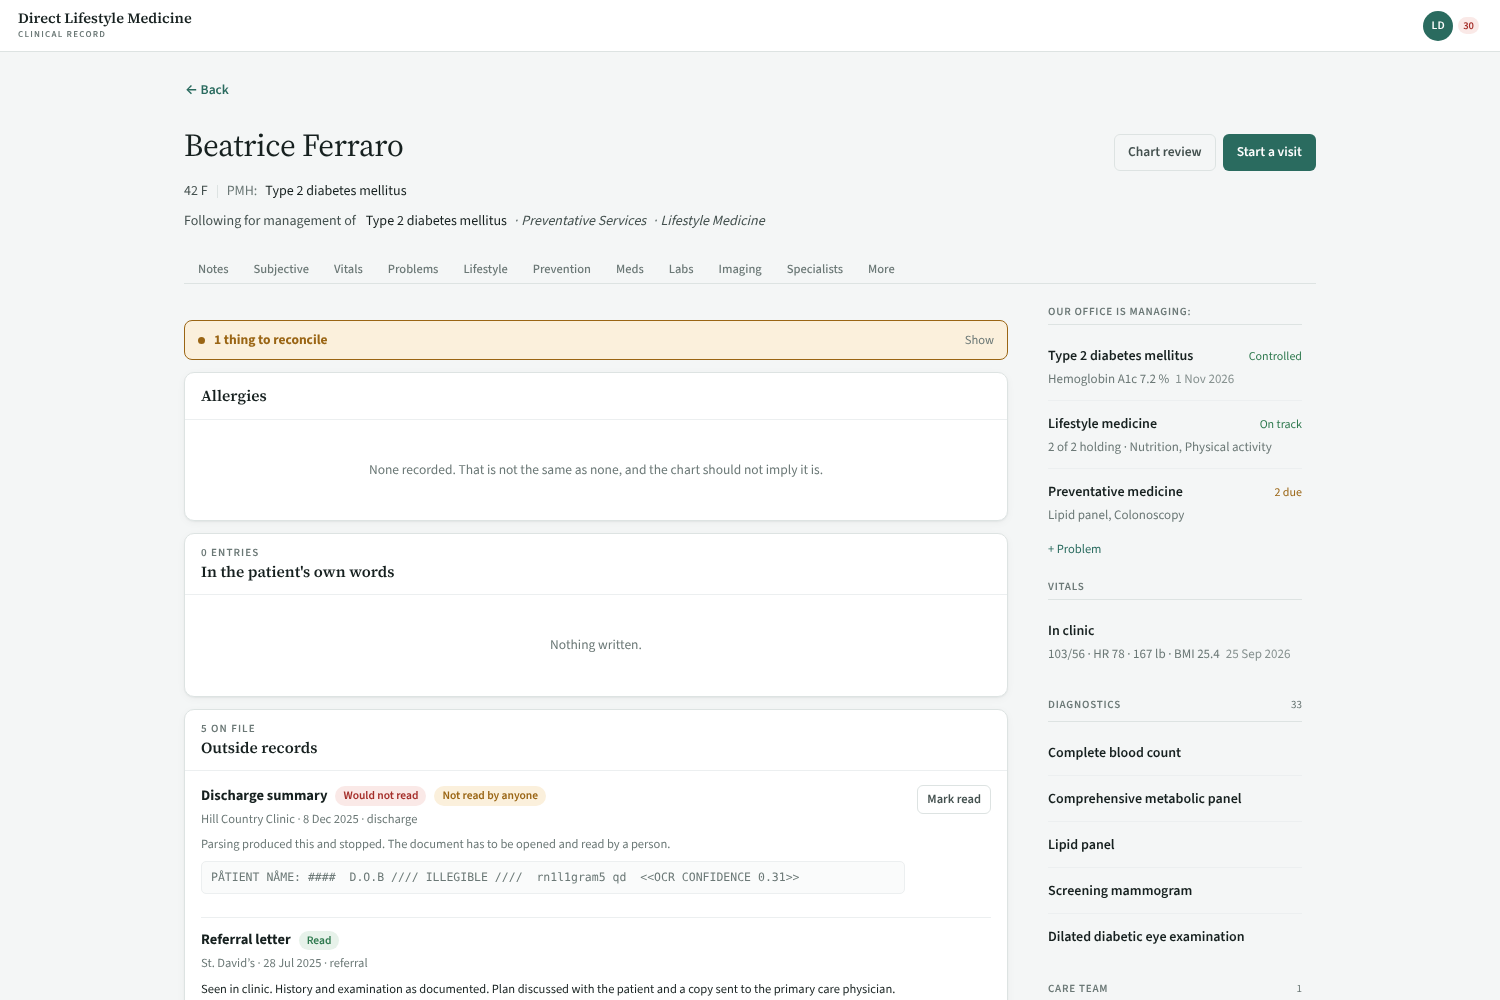 Direct Lifestyle Medicine
CLINICAL RECORD
LD 30
← Back
Beatrice Ferraro
Chart review
Start a visit
42 F PMH: Type 2 diabetes mellitus
Following for management of Type 2 diabetes mellitus · Preventative Services · Lifestyle Medicine
Notes Subjective Vitals Problems Lifestyle Prevention Meds Labs Imaging Specialists More
1 thing to reconcile Show
Allergies
None recorded. That is not the same as none, and the chart should not imply it is.
0 ENTRIES
In the patient's own words
Nothing written.
5 ON FILE
Outside records
Discharge summary Would not read Not read by anyone Mark read
Hill Country Clinic · 8 Dec 2025 · discharge
Parsing produced this and stopped. The document has to be opened and read by a person.
PÅTIENT NÅME: #### D.O.B //// ILLEGIBLE //// rn1l1gram5 qd <<OCR CONFIDENCE 0.31>>
Referral letter Read
St. David's · 28 Jul 2025 · referral
Seen in clinic. History and examination as documented. Plan discussed with the patient and a copy sent to the primary care physician.
OUR OFFICE IS MANAGING:
Type 2 diabetes mellitus Controlled
Hemoglobin A1c 7.2 % 1 Nov 2026
Lifestyle medicine On track
2 of 2 holding · Nutrition, Physical activity
Preventative medicine 2 due
Lipid panel, Colonoscopy
+ Problem
VITALS
In clinic
103/56 · HR 78 · 167 lb · BMI 25.4 25 Sep 2026
DIAGNOSTICS 33
Complete blood count
Comprehensive metabolic panel
Lipid panel
Screening mammogram
Dilated diabetic eye examination
CARE TEAM 1